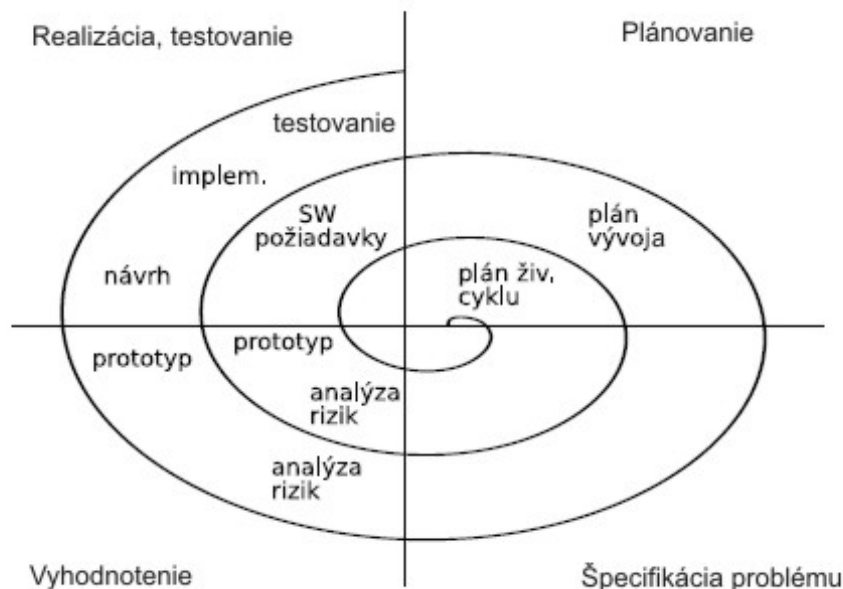 Realizácia, testovanie
Plánovanie
testovanie
implem.
SW
požiadavky
plán
vývoja
návrh
plán živ,
cyklu
prototyp
prototyp
analýza
rizik
analýza
rizik
Vyhodnotenie
Špecifikácia problému